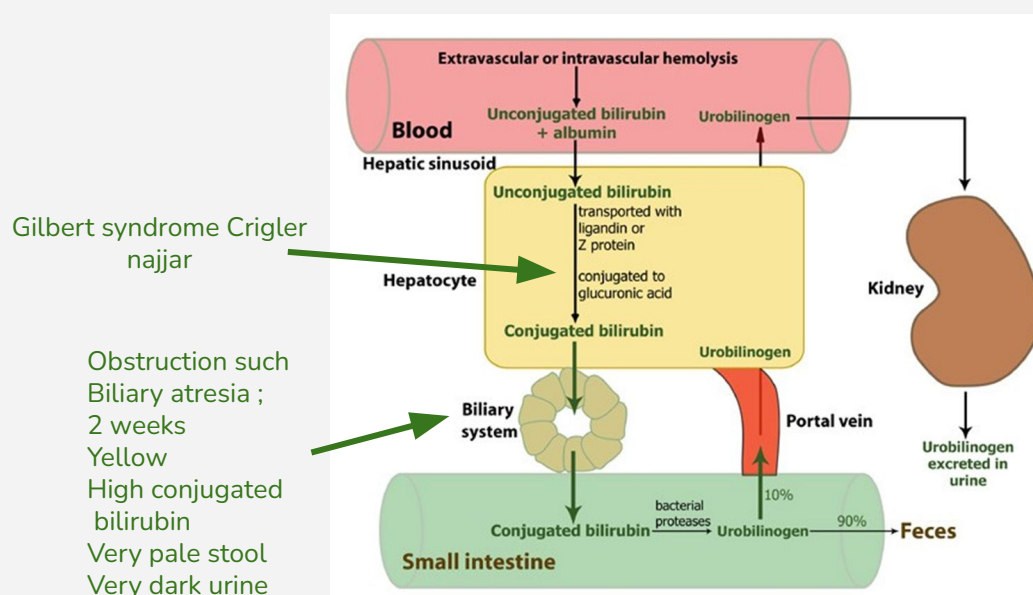 Extravascular or intravascular hemolysis
Unconjugated bilirubin
+ albumin
Urobilinogen
Blood
Hepatic sinusoid
Unconjugated bilirubin
transported with
ligandin or
Z protein
Gilbert syndrome Crigler
najjar
conjugated to
glucuronic acid
Hepatocyte
Kidney
Conjugated bilirubin
Urobilinogen
Obstruction such
Biliary atresia ;
2 weeks
Yellow
High conjugated
bilirubin
Very pale stool
Very dark urine
Biliary
system
Portal vein
Urobilinogen
excreted in
urine
10%
Conjugated bilirubin
bacterial
proteases
Urobilinogen
90%
Feces
Small intestine